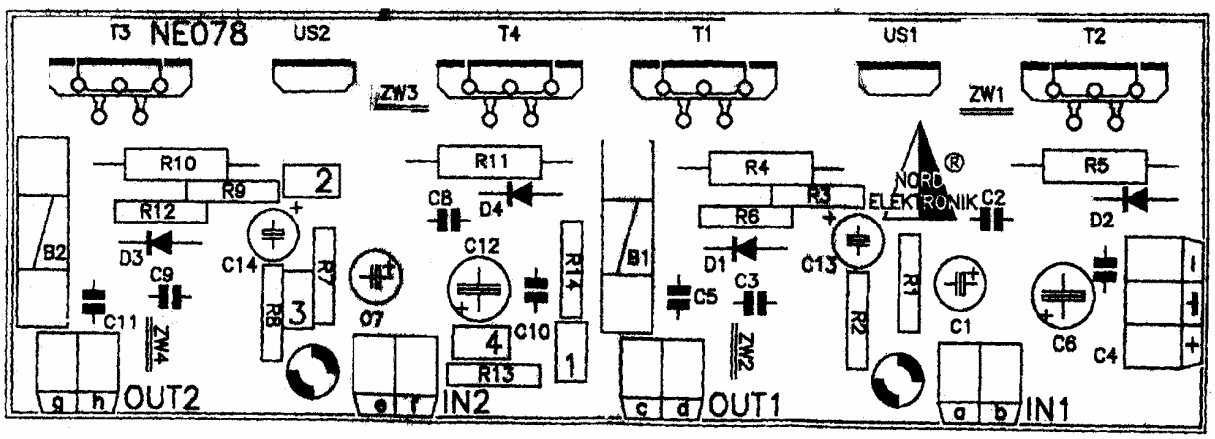 T3 NE078 US2 T4 T1 US1 T2
ZW3 ZW1
R10 R11 R4 ® R5
R9 2 R3 NORD
R12 C8 D4 R6 ELEKTRONIK C2 D2
B2 D3 C14 C12 B1 D1 C13
C9 R7 R14 C5 C3 R1 -
C11 R8 3 C7 C10 R2 C1 C6 C4
ZW4 4 1 ZW2 +
R13
g h OUT2 e f IN2 c d OUT1 a b IN1